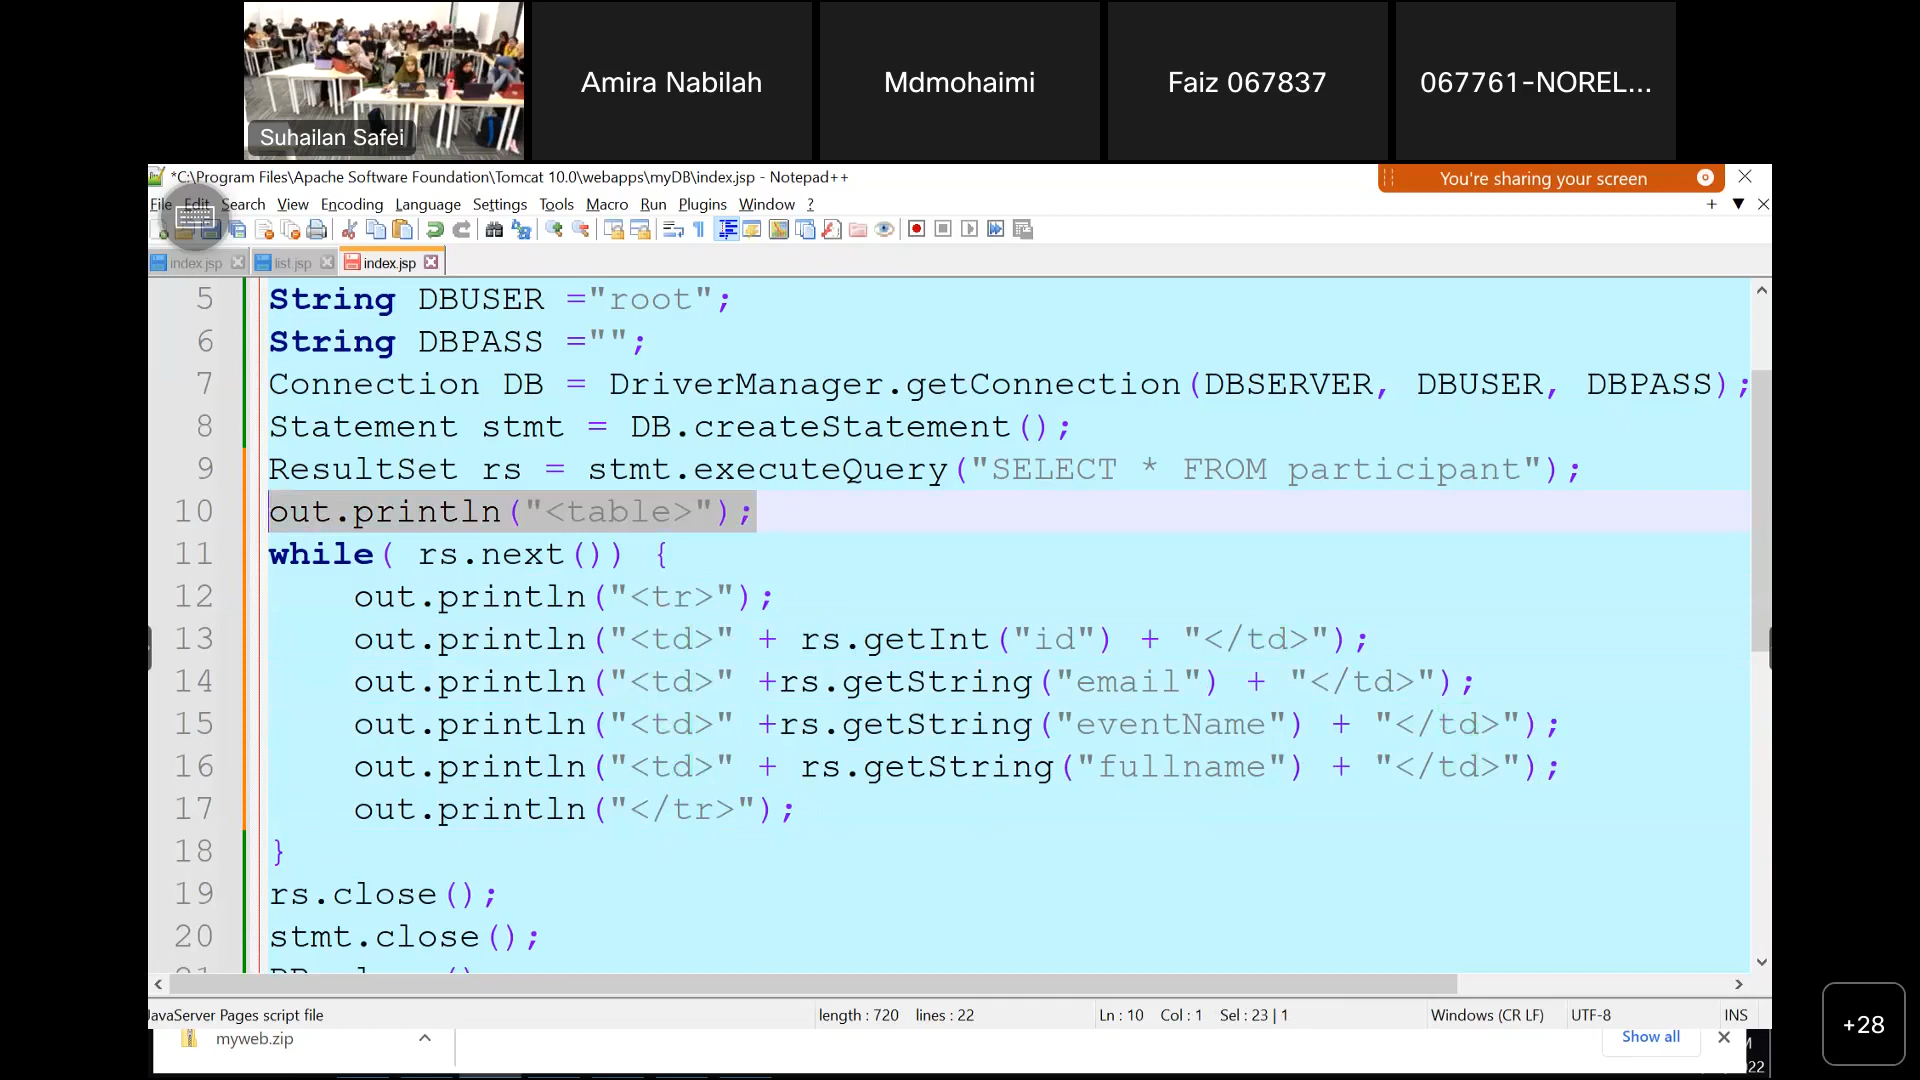 Suhailan Safei
Amira Nabilah
Mdmohaimi
Faiz 067837
067761-NOREL...
*C:\Program Files\Apache Software Foundation\Tomcat 10.0\webapps\myDB\index.jsp - Notepad++
You're sharing your screen
File Edit Search View Encoding Language Settings Tools Macro Run Plugins Window ?
index.jsp list.jsp index.jsp
5 String DBUSER ="root";
6 String DBPASS ="";
7 Connection DB = DriverManager.getConnection(DBSERVER, DBUSER, DBPASS);
8 Statement stmt = DB.createStatement();
9 ResultSet rs = stmt.executeQuery("SELECT * FROM participant");
10 out.println("<table>");
11 while( rs.next()) {
12 out.println("<tr>");
13 out.println("<td>" + rs.getInt("id") + "</td>");
14 out.println("<td>" +rs.getString("email") + "</td>");
15 out.println("<td>" +rs.getString("eventName") + "</td>");
16 out.println("<td>" + rs.getString("fullname") + "</td>");
17 out.println("</tr>");
18 }
19 rs.close();
20 stmt.close();
JavaServer Pages script file length : 720 lines : 22 Ln : 10 Col : 1 Sel : 23 | 1 Windows (CR LF) UTF-8 INS
myweb.zip
Show all
+28